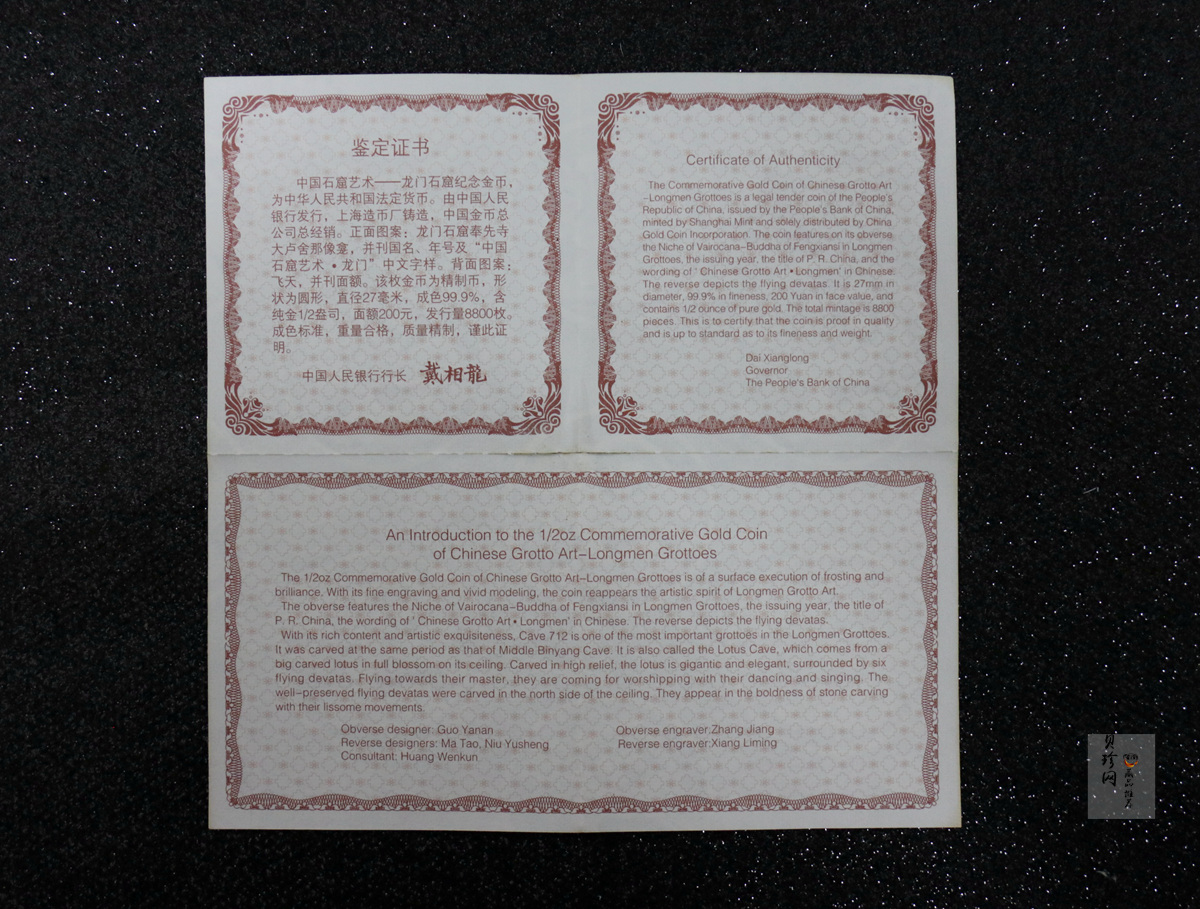 鉴定证书
中国石窟艺术——龙门石窟纪念金币，
为中华人民共和国法定货币。由中国人民
银行发行，上海造币厂铸造，中国金币总
公司总经销。正面图案：龙门石窟奉先寺
大卢舍那像龛，并刊国名、年号及“中国
石窟艺术•龙门”中文字样。背面图案：
飞天，并刊面额。该枚金币为精制币，形
状为圆形，直径27毫米，成色99.9%，含
纯金1/2盎司，面额200元，发行量8800枚。
成色标准，重量合格，质量精制，谨此证
明。
中国人民银行行长 戴相龍
Certificate of Authenticity
The Commemorative Gold Coin of Chinese Grotto Art
-Longmen Grottoes is a legal tender coin of the People's
Republic of China, issued by the People's Bank of China,
minted by Shanghai Mint and solely distributed by China
Gold Coin Incorporation. The coin features on its obverse
the Niche of Vairocana-Buddha of Fengxiansi in Longmen
Grottoes, the issuing year, the title of P. R. China, and the
wording of ' Chinese Grotto Art•Longmen' in Chinese.
The reverse depicts the flying devatas. It is 27mm in
diameter, 99.9% in fineness, 200 Yuan in face value, and
contains 1/2 ounce of pure gold. The total mintage is 8800
pieces. This is to certify that the coin is proof in quality
and is up to standard as to its fineness and weight.
Dai Xianglong
Governor
The People's Bank of China
An Introduction to the 1/2oz Commemorative Gold Coin
of Chinese Grotto Art-Longmen Grottoes
The 1/2oz Commemorative Gold Coin of Chinese Grotto Art-Longmen Grottoes is of a surface execution of frosting and
brilliance. With its fine engraving and vivid modeling, the coin reappears the artistic spirit of Longmen Grotto Art.
The obverse features the Niche of Vairocana-Buddha of Fengxiansi in Longmen Grottoes, the issuing year, the title of
P. R. China, the wording of ' Chinese Grotto Art•Longmen' in Chinese. The reverse depicts the flying devatas.
With its rich content and artistic exquisiteness, Cave 712 is one of the most important grottoes in the Longmen Grottoes.
It was carved at the same period as that of Middle Binyang Cave. It is also called the Lotus Cave, which comes from a
big carved lotus in full blossom on its ceiling. Carved in high relief, the lotus is gigantic and elegant, surrounded by six
flying devatas. Flying towards their master, they are coming for worshipping with their dancing and singing. The
well-preserved flying devatas were carved in the north side of the ceiling. They appear in the boldness of stone carving
with their lissome movements.
Obverse designer: Guo Yanan Obverse engraver:Zhang Jiang
Reverse designers: Ma Tao, Niu Yusheng Reverse engraver:Xiang Liming
Consultant: Huang Wenkun
贝珍网